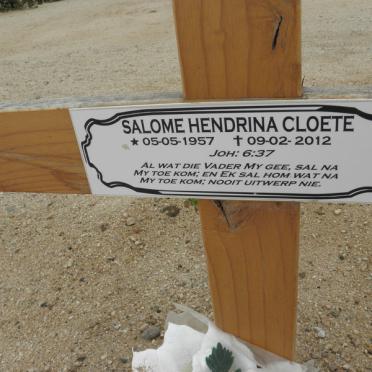 SALOME HENDRINA CLOETE
★ 05-05-1957 ✝ 09-02-2012
JOH: 6:37
AL WAT DIE VADER MY GEE, SAL NA
MY TOE KOM; EN EK SAL HOM WAT NA
MY TOE KOM; NOOIT UITWERP NIE.